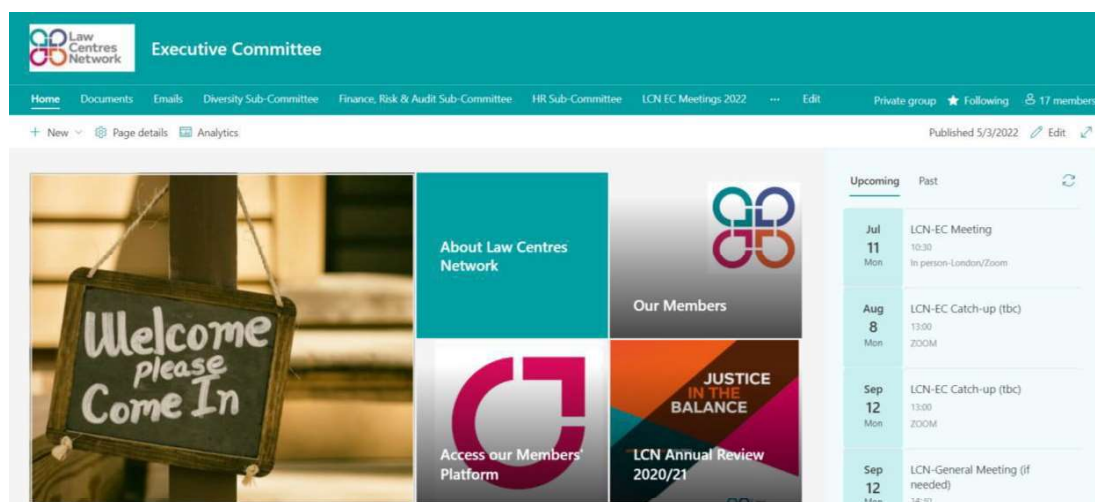 Law
Centres
Network
Executive Committee
Home Documents Emails Diversity Sub-Committee Finance, Risk & Audit Sub-Committee HR Sub-Committee LCN EC Meetings 2022 ... Edit Private group Following 17 members
+ New Page details Analytics Published 5/3/2022 Edit
Welcome
please
Come In
About Law Centres
Network
Our Members
Access our Members'
Platform
JUSTICE
IN THE
BALANCE
LCN Annual Review
2020/21
Upcoming Past
Jul
11
Mon
LCN-EC Meeting
10:30
In person-London/Zoom
Aug
8
Mon
LCN-EC Catch-up (tbc)
13:00
ZOOM
Sep
12
Mon
LCN-EC Catch-up (tbc)
13:00
ZOOM
Sep
12
Mon
LCN-General Meeting (if
needed)